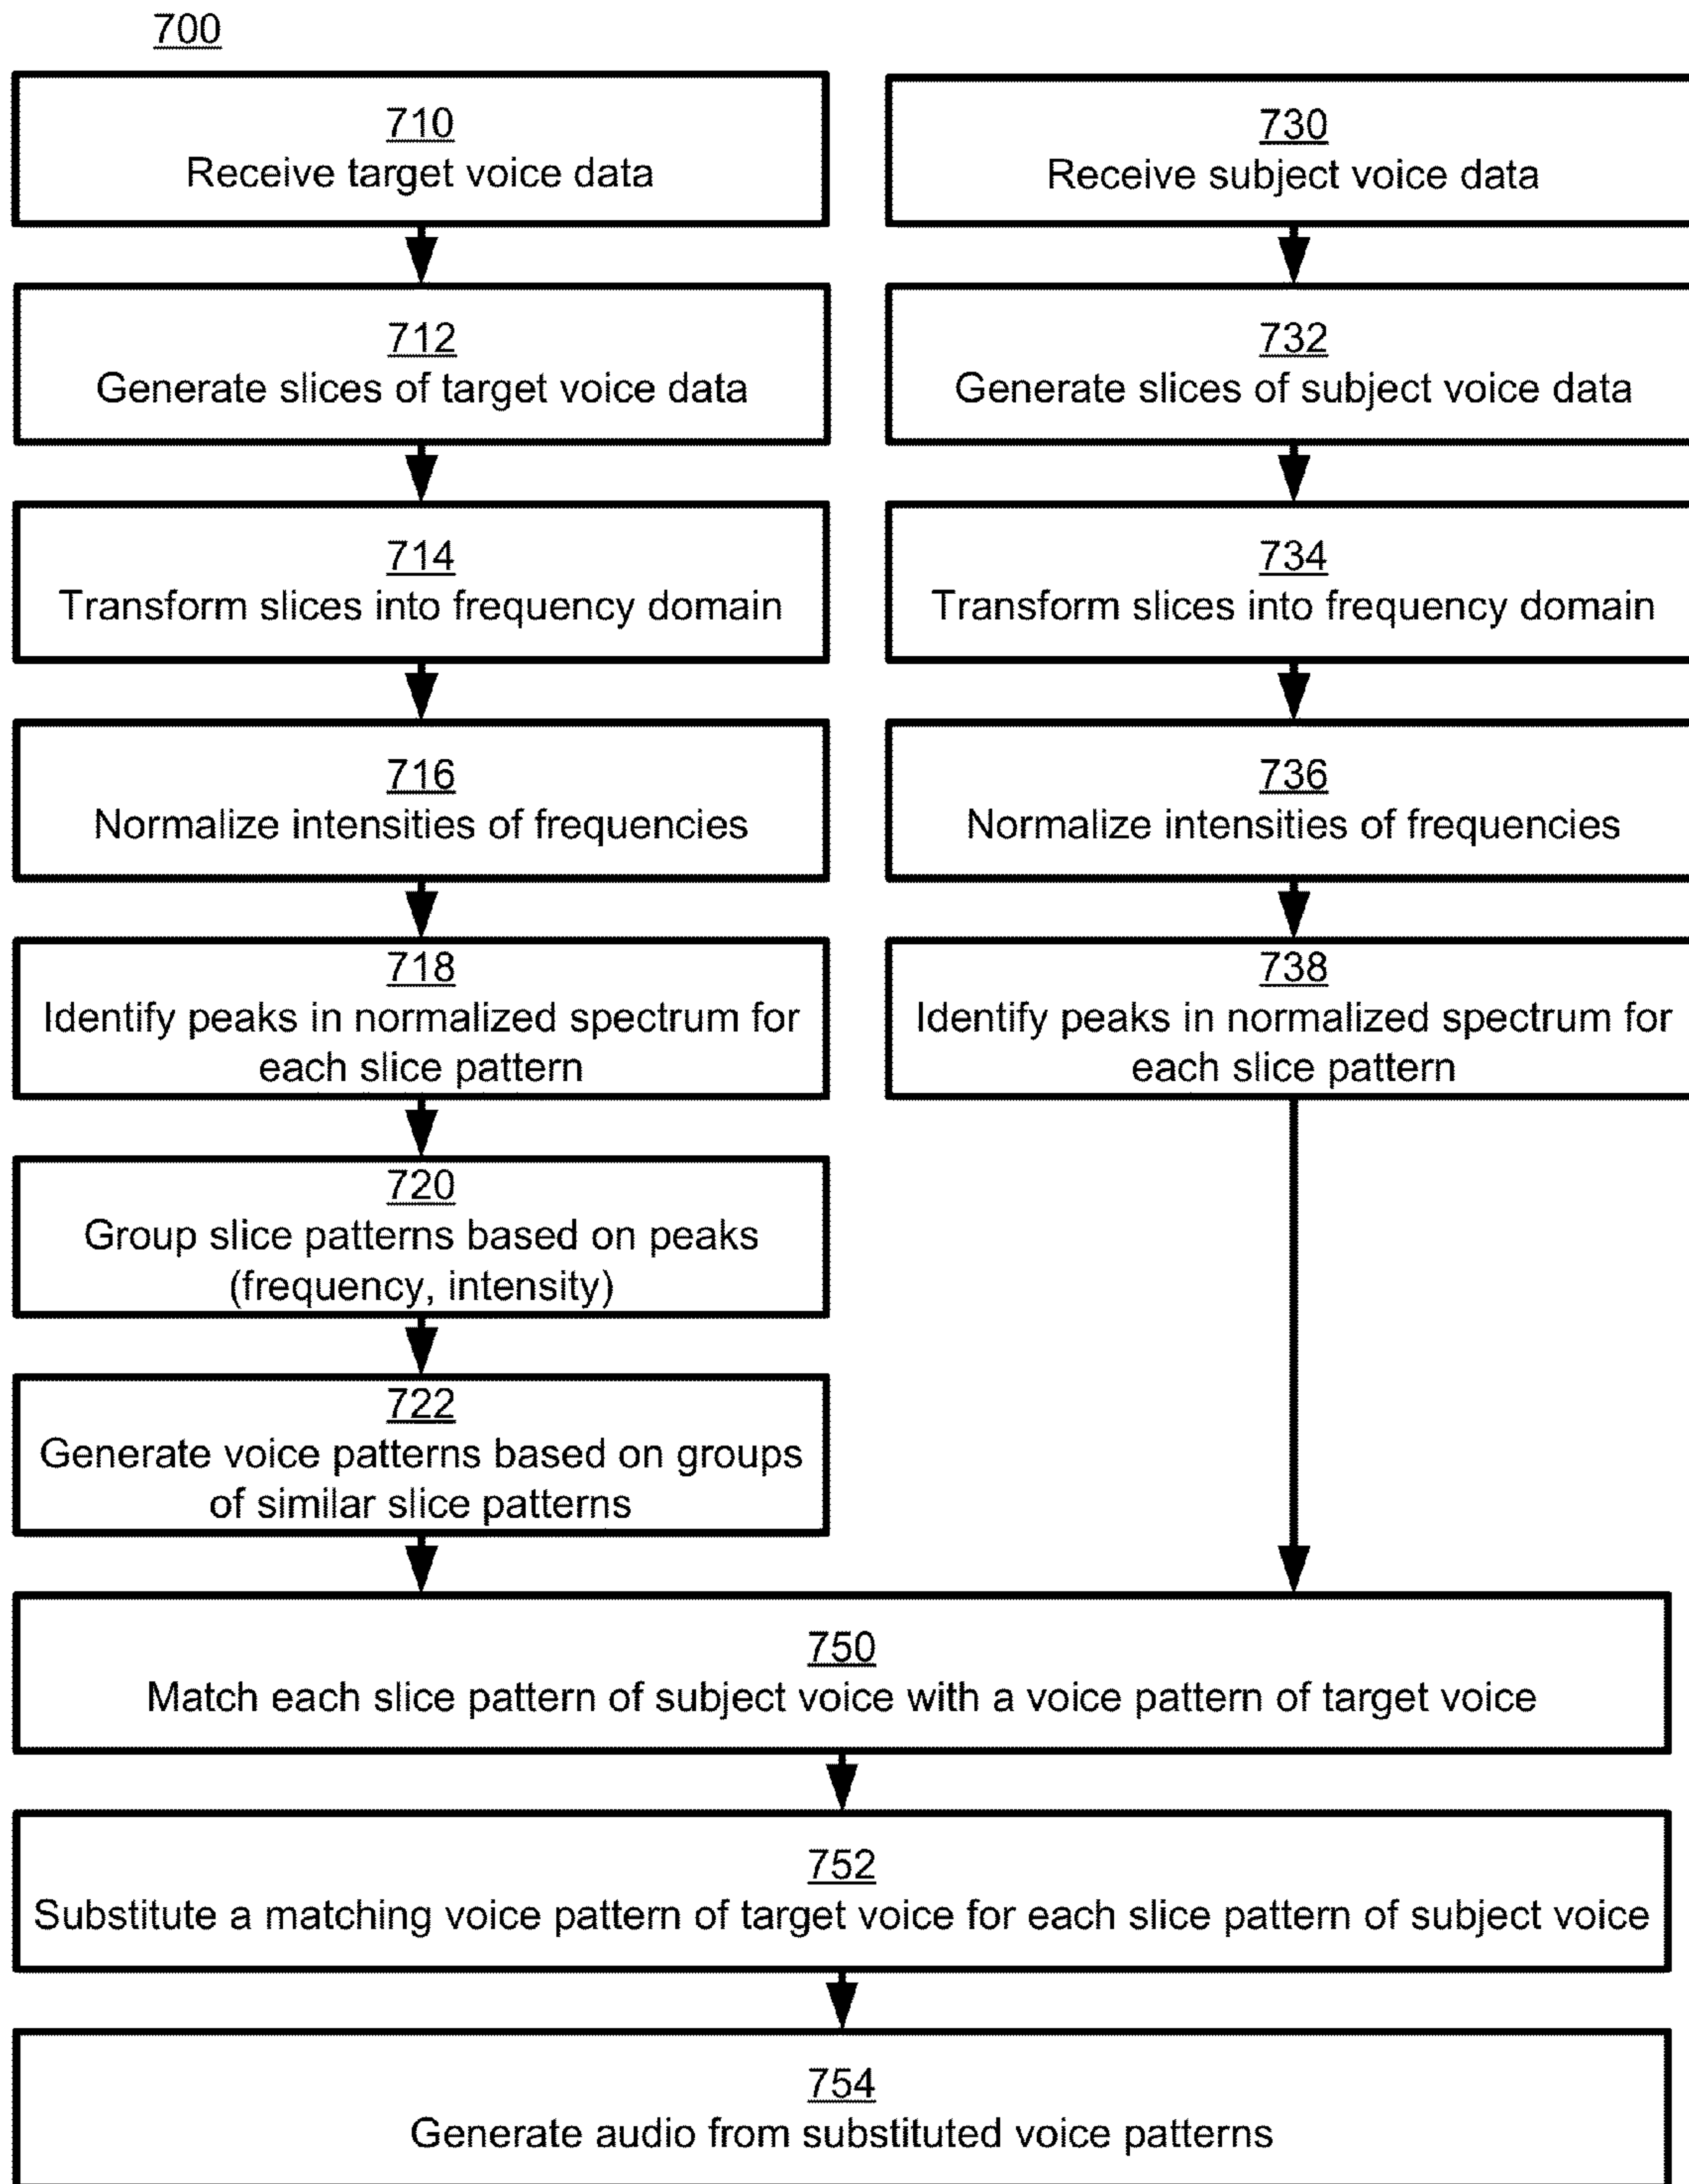 700
710
Receive target voice data
712
Generate slices of target voice data
714
Transform slices into frequency domain
716
Normalize intensities of frequencies
718
Identify peaks in normalized spectrum for
each slice pattern
720
Group slice patterns based on peaks
(frequency, intensity)
722
Generate voice patterns based on groups
of similar slice patterns
730
Receive subject voice data
732
Generate slices of subject voice data
734
Transform slices into frequency domain
736
Normalize intensities of frequencies
738
Identify peaks in normalized spectrum for
each slice pattern
750
Match each slice pattern of subject voice with a voice pattern of target voice
752
Substitute a matching voice pattern of target voice for each slice pattern of subject voice
754
Generate audio from substituted voice patterns